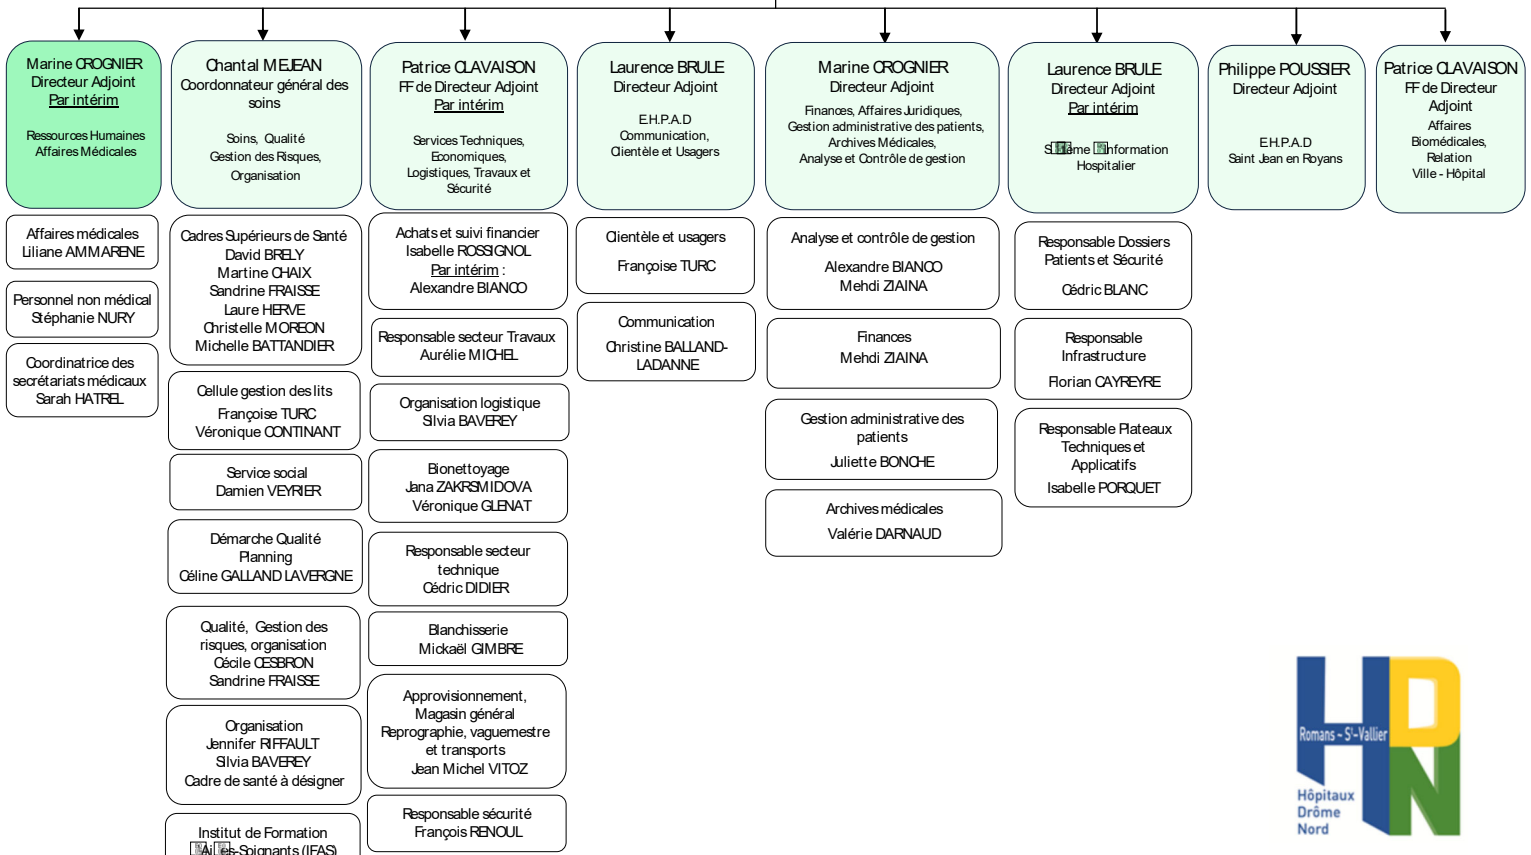 Marine CROGNIER
Directeur Adjoint
Par intérim
Ressources Humaines
Affaires Médicales
Affaires médicales
Liliane AMMARENE
Personnel non médical
Stéphanie NURY
Coordinatrice des
secrétariats médicaux
Sarah HATREL
Chantal MEJEAN
Coordonnateur général des
soins
Soins, Qualité
Gestion des Risques,
Organisation
Cadres Supérieurs de Santé
David BRELY
Martine CHAIX
Sandrine FRAISSE
Laure HERVE
Christelle MOREON
Michelle BATTANDIER
Cellule gestion des lits
Françoise TURC
Véronique CONTINANT
Service social
Damien VEYRIER
Démarche Qualité
Planning
Céline GALLAND LAVERGNE
Qualité, Gestion des
risques, organisation
Cécile CESBRON
Sandrine FRAISSE
Organisation
Jennifer RIFFAULT
Silvia BAVEREY
Cadre de santé à désigner
Institut de Formation
-Soignants (IFAS)
Patrice CLAVAISON
FF de Directeur Adjoint
Par intérim
Services Techniques,
Economiques,
Logistiques, Travaux et
Sécurité
Achats et suivi financier
Isabelle ROSSIGNOL
Par intérim :
Alexandre BIANCO
Responsable secteur Travaux
Aurélie MICHEL
Organisation logistique
Silvia BAVEREY
Bionettoyage
Jana ZAKRSMIDOVA
Véronique GLENAT
Responsable secteur
technique
Cédric DIDIER
Blanchisserie
Mickaël GIMBRE
Approvisionnement,
Magasin général
Reprographie, vaguemestre
et transports
Jean Michel VITOZ
Responsable sécurité
François RENOUL
Laurence BRULE
Directeur Adjoint
E.H.P.A.D
Communication,
Clientèle et Usagers
Clientèle et usagers
Françoise TURC
Communication
Christine BALLAND-
LADANNE
Marine CROGNIER
Directeur Adjoint
Finances, Affaires Juridiques,
Gestion administrative des patients,
Archives Médicales,
Analyse et Contrôle de gestion
Analyse et contrôle de gestion
Alexandre BIANCO
Mehdi ZIAINA
Finances
Mehdi ZIAINA
Gestion administrative des
patients
Juliette BONCHE
Archives médicales
Valérie DARNAUD
Laurence BRULE
Directeur Adjoint
Par intérim
Information
Hospitalier
Responsable Dossiers
Patients et Sécurité
Cédric BLANC
Responsable
Infrastructure
Florian CAYREYRE
Responsable Plateaux
Techniques et
Applicatifs
Isabelle PORQUET
Philippe POUSSIER
Directeur Adjoint
E.H.P.A.D
Saint Jean en Royans
Patrice CLAVAISON
FF de Directeur
Adjoint
Affaires
Biomédicales,
Relation
Ville - Hôpital
HDN
Romans - St-Vallier
Hôpitaux
Drôme
Nord